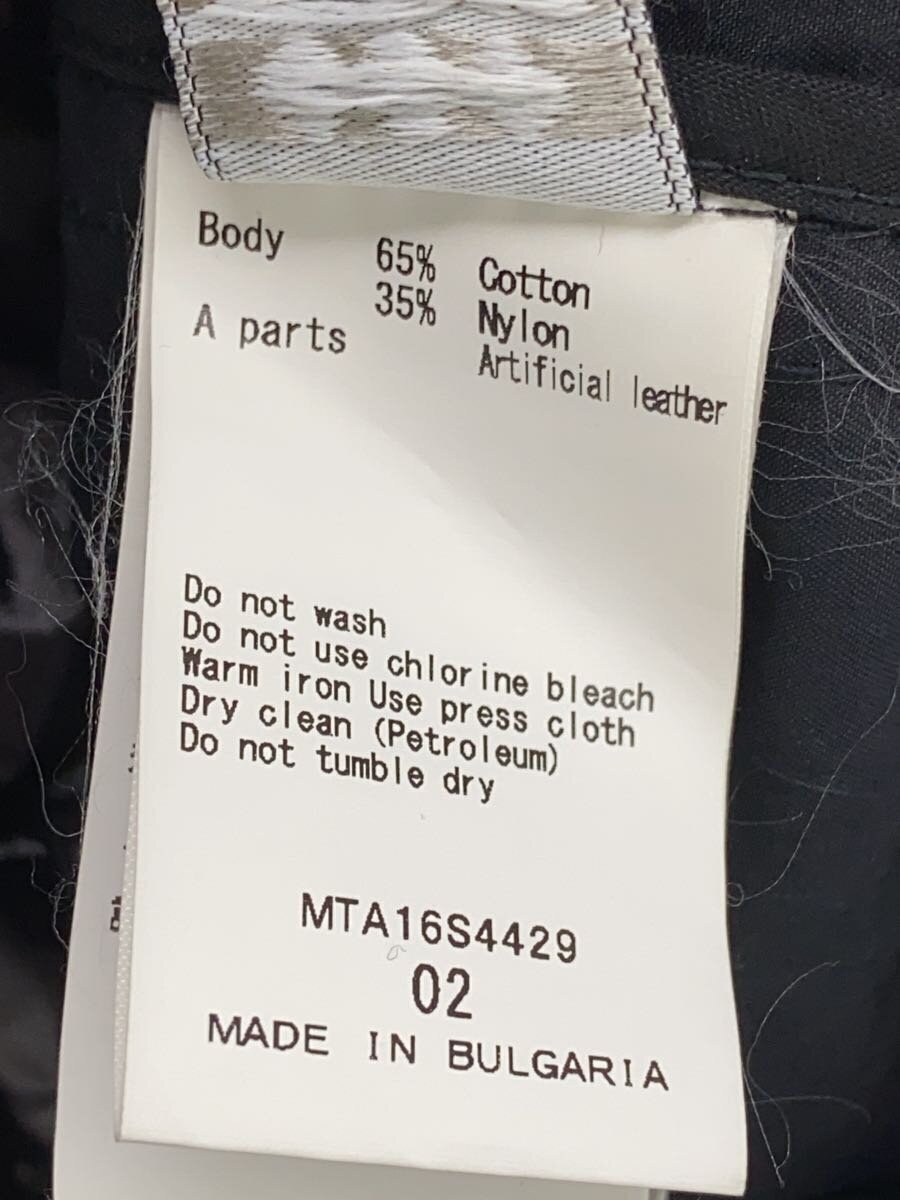 Body 65% Cotton
35% Nylon
A parts Artificial leather
Do not wash
Do not use chlorine bleach
Warm iron Use press cloth
Dry clean (Petroleum)
Do not tumble dry
MTA16S4429
02
MADE IN BULGARIA